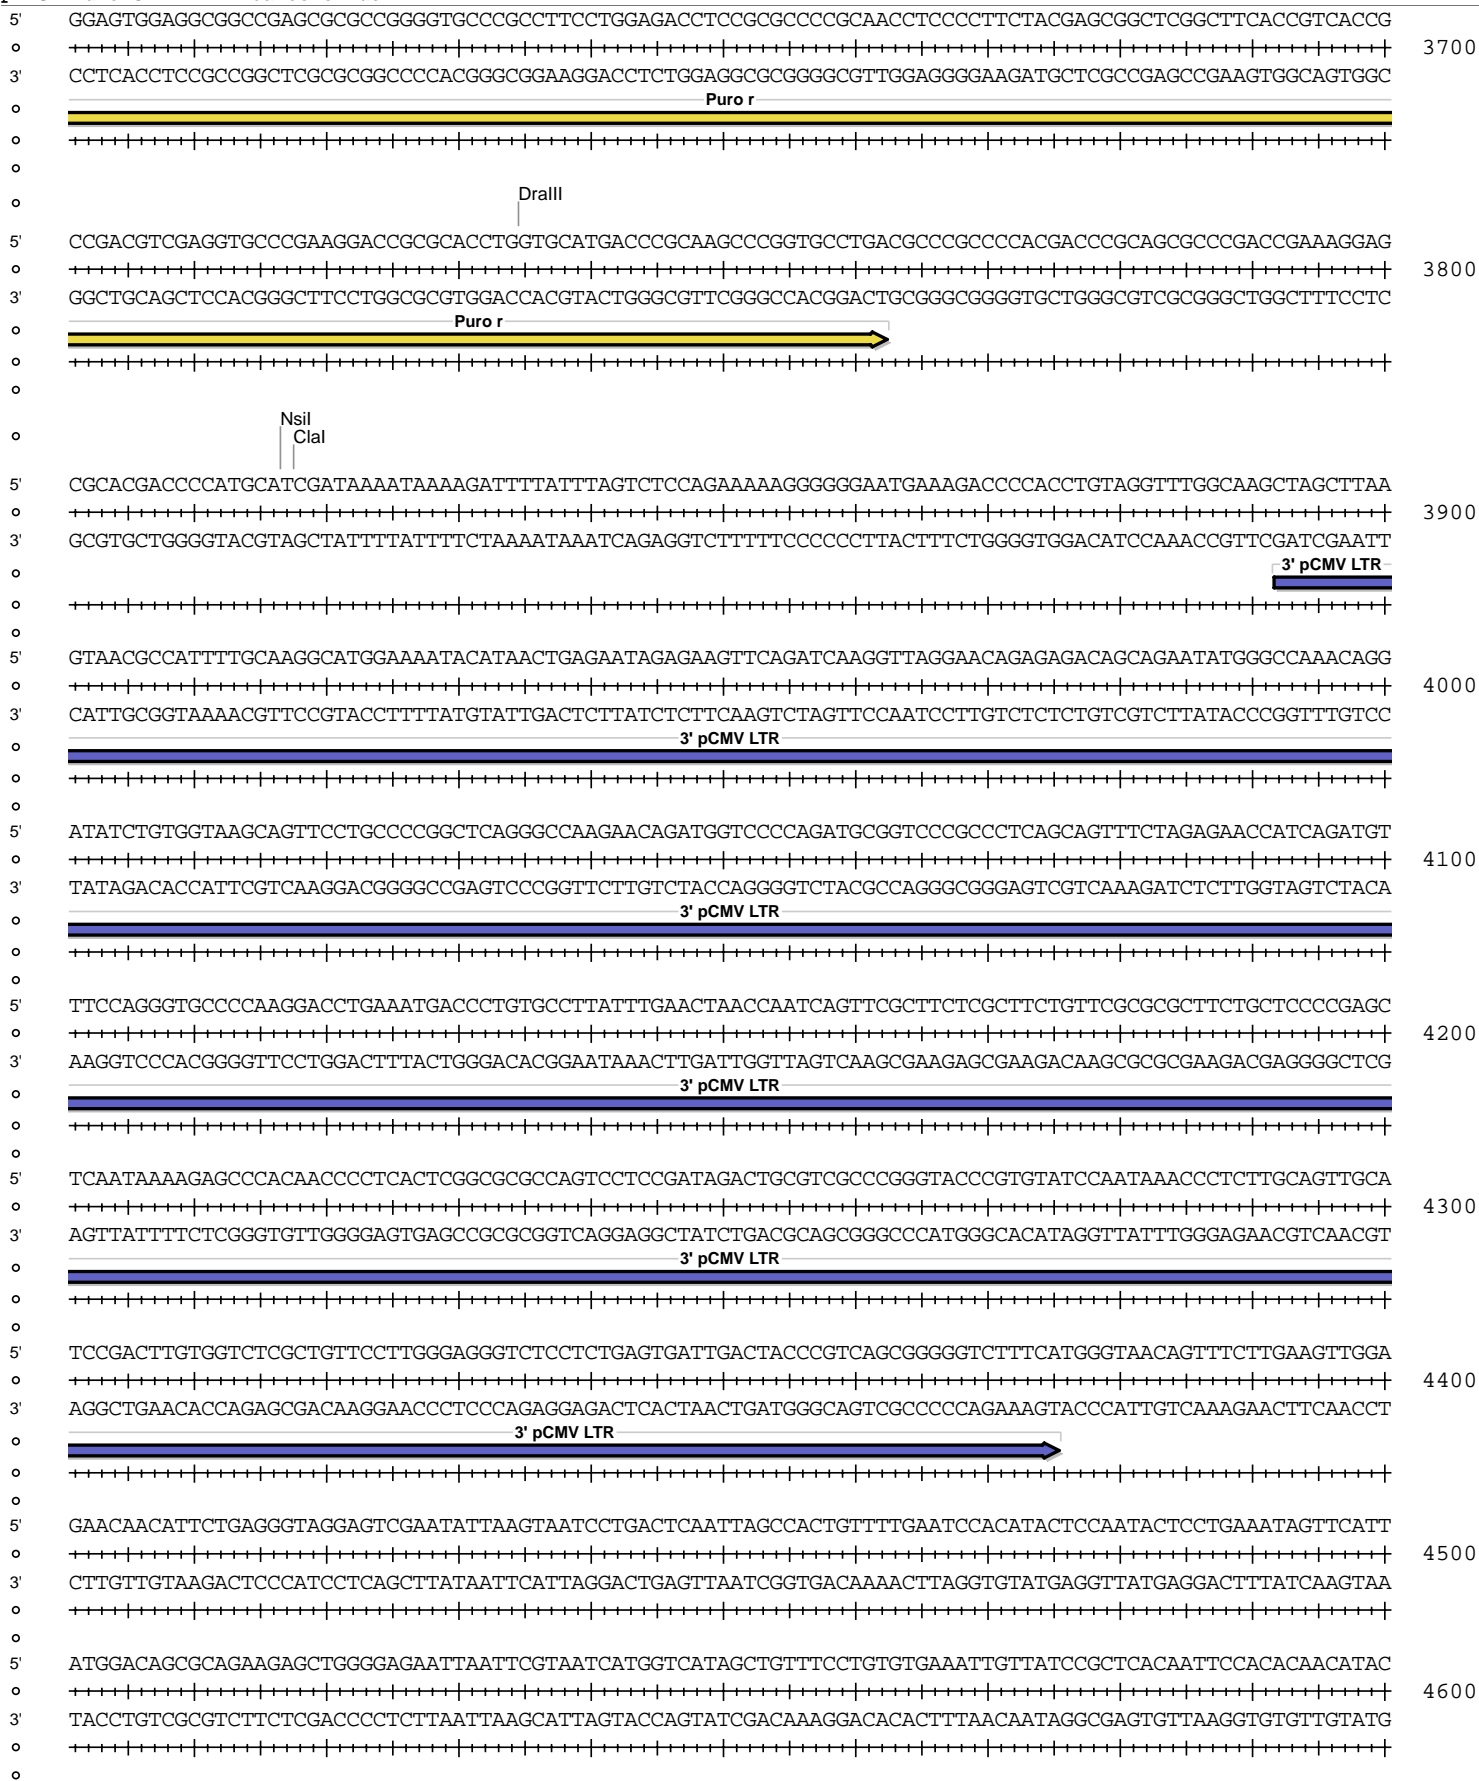 5' GGAGTGGAGGCGGCCGAGCGCGCCGGGGTGCCCGCCTTCCTGGAGACCTCCGCGCCCCGCAACCTCCCCTTCTACGAGCGGCTCGGCTTCACCGTCACCG
3700
3' CCTCACCTCCGCCGGCTCGCGCGGCCCCACGGGCGGAAGGACCTCTGGAGGCGCGGGGCGTTGGAGGGGAAGATGCTCGCCGAGCCGAAGTGGCAGTGGC
Puro r
DraIII
5' CCGACGTCGAGGTGCCCGAAGGACCGCGCACCTGGTGCATGACCCGCAAGCCCGGTGCCTGACGCCCGCCCCACGACCCGCAGCGCCCGACCGAAAGGAG
3800
3' GGCTGCAGCTCCACGGGCTTCCTGGCGCGTGGACCACGTACTGGGCGTTCGGGCCACGGACTGCGGGCGGGGTGCTGGGCGTCGCGGGCTGGCTTTCCTC
Puro r
NsiI
ClaI
5' CGCACGACCCCATGCATCGATAAAATAAAAGATTTTATTTAGTCTCCAGAAAAAGGGGGGAATGAAAGACCCCACCTGTAGGTTTGGCAAGCTAGCTTAA
3900
3' GCGTGCTGGGGTACGTAGCTATTTTATTTTCTAAAATAAATCAGAGGTCTTTTTCCCCCCTTACTTTCTGGGGTGGACATCCAAACCGTTCGATCGAATT
3' pCMV LTR
5' GTAACGCCATTTTGCAAGGCATGGAAAATACATAACTGAGAATAGAGAAGTTCAGATCAAGGTTAGGAACAGAGAGACAGCAGAATATGGGCCAAACAGG
4000
3' CATTGCGGTAAAACGTTCCGTACCTTTTATGTATTGACTCTTATCTCTTCAAGTCTAGTTCCAATCCTTGTCTCTCTGTCGTCTTATACCCGGTTTGTCC
3' pCMV LTR
5' ATATCTGTGGTAAGCAGTTCCTGCCCCGGCTCAGGGCCAAGAACAGATGGTCCCCAGATGCGGTCCCGCCCTCAGCAGTTTCTAGAGAACCATCAGATGT
4100
3' TATAGACACCATTCGTCAAGGACGGGGCCGAGTCCCGGTTCTTGTCTACCAGGGGTCTACGCCAGGGCGGGAGTCGTCAAAGATCTCTTGGTAGTCTACA
3' pCMV LTR
5' TTCCAGGGTGCCCCAAGGACCTGAAATGACCCTGTGCCTTATTTGAACTAACCAATCAGTTCGCTTCTCGCTTCTGTTCGCGCGCTTCTGCTCCCCGAGC
4200
3' AAGGTCCCACGGGGTTCCTGGACTTTACTGGGACACGGAATAAACTTGATTGGTTAGTCAAGCGAAGAGCGAAGACAAGCGCGCGAAGACGAGGGGCTCG
3' pCMV LTR
5' TCAATAAAAGAGCCCACAACCCCTCACTCGGCGCGCCAGTCCTCCGATAGACTGCGTCGCCCGGGTACCCGTGTATCCAATAAACCCTCTTGCAGTTGCA
4300
3' AGTTATTTTCTCGGGTGTTGGGGAGTGAGCCGCGCGGTCAGGAGGCTATCTGACGCAGCGGGCCCATGGGCACATAGGTTATTTGGGAGAACGTCAACGT
3' pCMV LTR
5' TCCGACTTGTGGTCTCGCTGTTCCTTGGGAGGGTCTCCTCTGAGTGATTGACTACCCGTCAGCGGGGGTCTTTCATGGGTAACAGTTTCTTGAAGTTGGA
4400
3' AGGCTGAACACCAGAGCGACAAGGAACCCTCCCAGAGGAGACTCACTAACTGATGGGCAGTCGCCCCCAGAAAGTACCCATTGTCAAAGAACTTCAACCT
3' pCMV LTR
5' GAACAACATTCTGAGGGTAGGAGTCGAATATTAAGTAATCCTGACTCAATTAGCCACTGTTTTGAATCCACATACTCCAATACTCCTGAAATAGTTCATT
4500
3' CTTGTTGTAAGACTCCCATCCTCAGCTTATAATTCATTAGGACTGAGTTAATCGGTGACAAAACTTAGGTGTATGAGGTTATGAGGACTTTATCAAGTAA
5' ATGGACAGCGCAGAAGAGCTGGGGAGAATTAATTCGTAATCATGGTCATAGCTGTTTCCTGTGTGAAATTGTTATCCGCTCACAATTCCACACAACATAC
4600
3' TACCTGTCGCGTCTTCTCGACCCCTCTTAATTAAGCATTAGTACCAGTATCGACAAAGGACACACTTTAACAATAGGCGAGTGTTAAGGTGTGTTGTATG